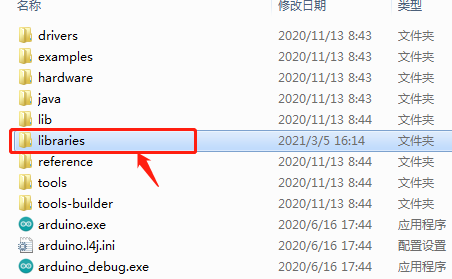 名称 修改日期 类型
drivers 2020/11/13 8:43 文件夹
examples 2020/11/13 8:43 文件夹
hardware 2020/11/13 8:43 文件夹
java 2020/11/13 8:43 文件夹
lib 2020/11/13 8:44 文件夹
libraries 2021/3/5 16:14 文件夹
reference 2020/11/13 8:44 文件夹
tools 2020/11/13 8:44 文件夹
tools-builder 2020/11/13 8:44 文件夹
arduino.exe 2020/6/16 17:44 应用程序
arduino.l4j.ini 2020/6/16 17:44 配置设置
arduino_debug.exe 2020/6/16 17:44 应用程序